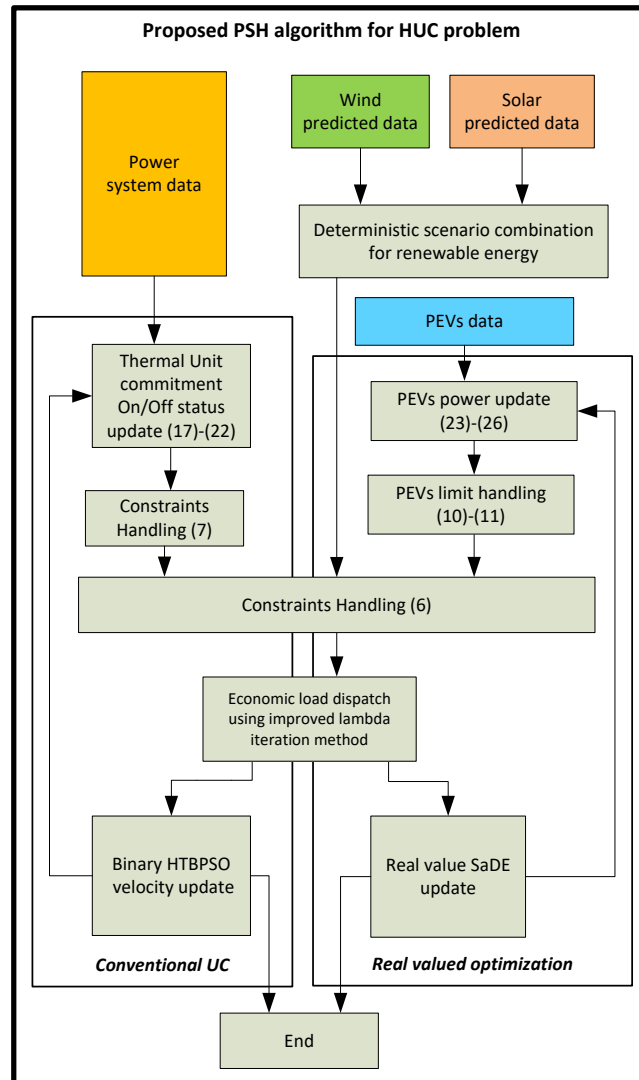 Proposed PSH algorithm for HUC problem
Wind
predicted data
Solar
predicted data
Power
system data
Deterministic scenario combination
for renewable energy
PEVs data
Thermal Unit
commitment
On/Off status
update (17)-(22)
PEVs power update
(23)-(26)
Constraints
Handling (7)
PEVs limit handling
(10)-(11)
Constraints Handling (6)
Economic load dispatch
using improved lambda
iteration method
Binary HTBPSO
velocity update
Real value SaDE
update
Conventional UC
Real valued optimization
End